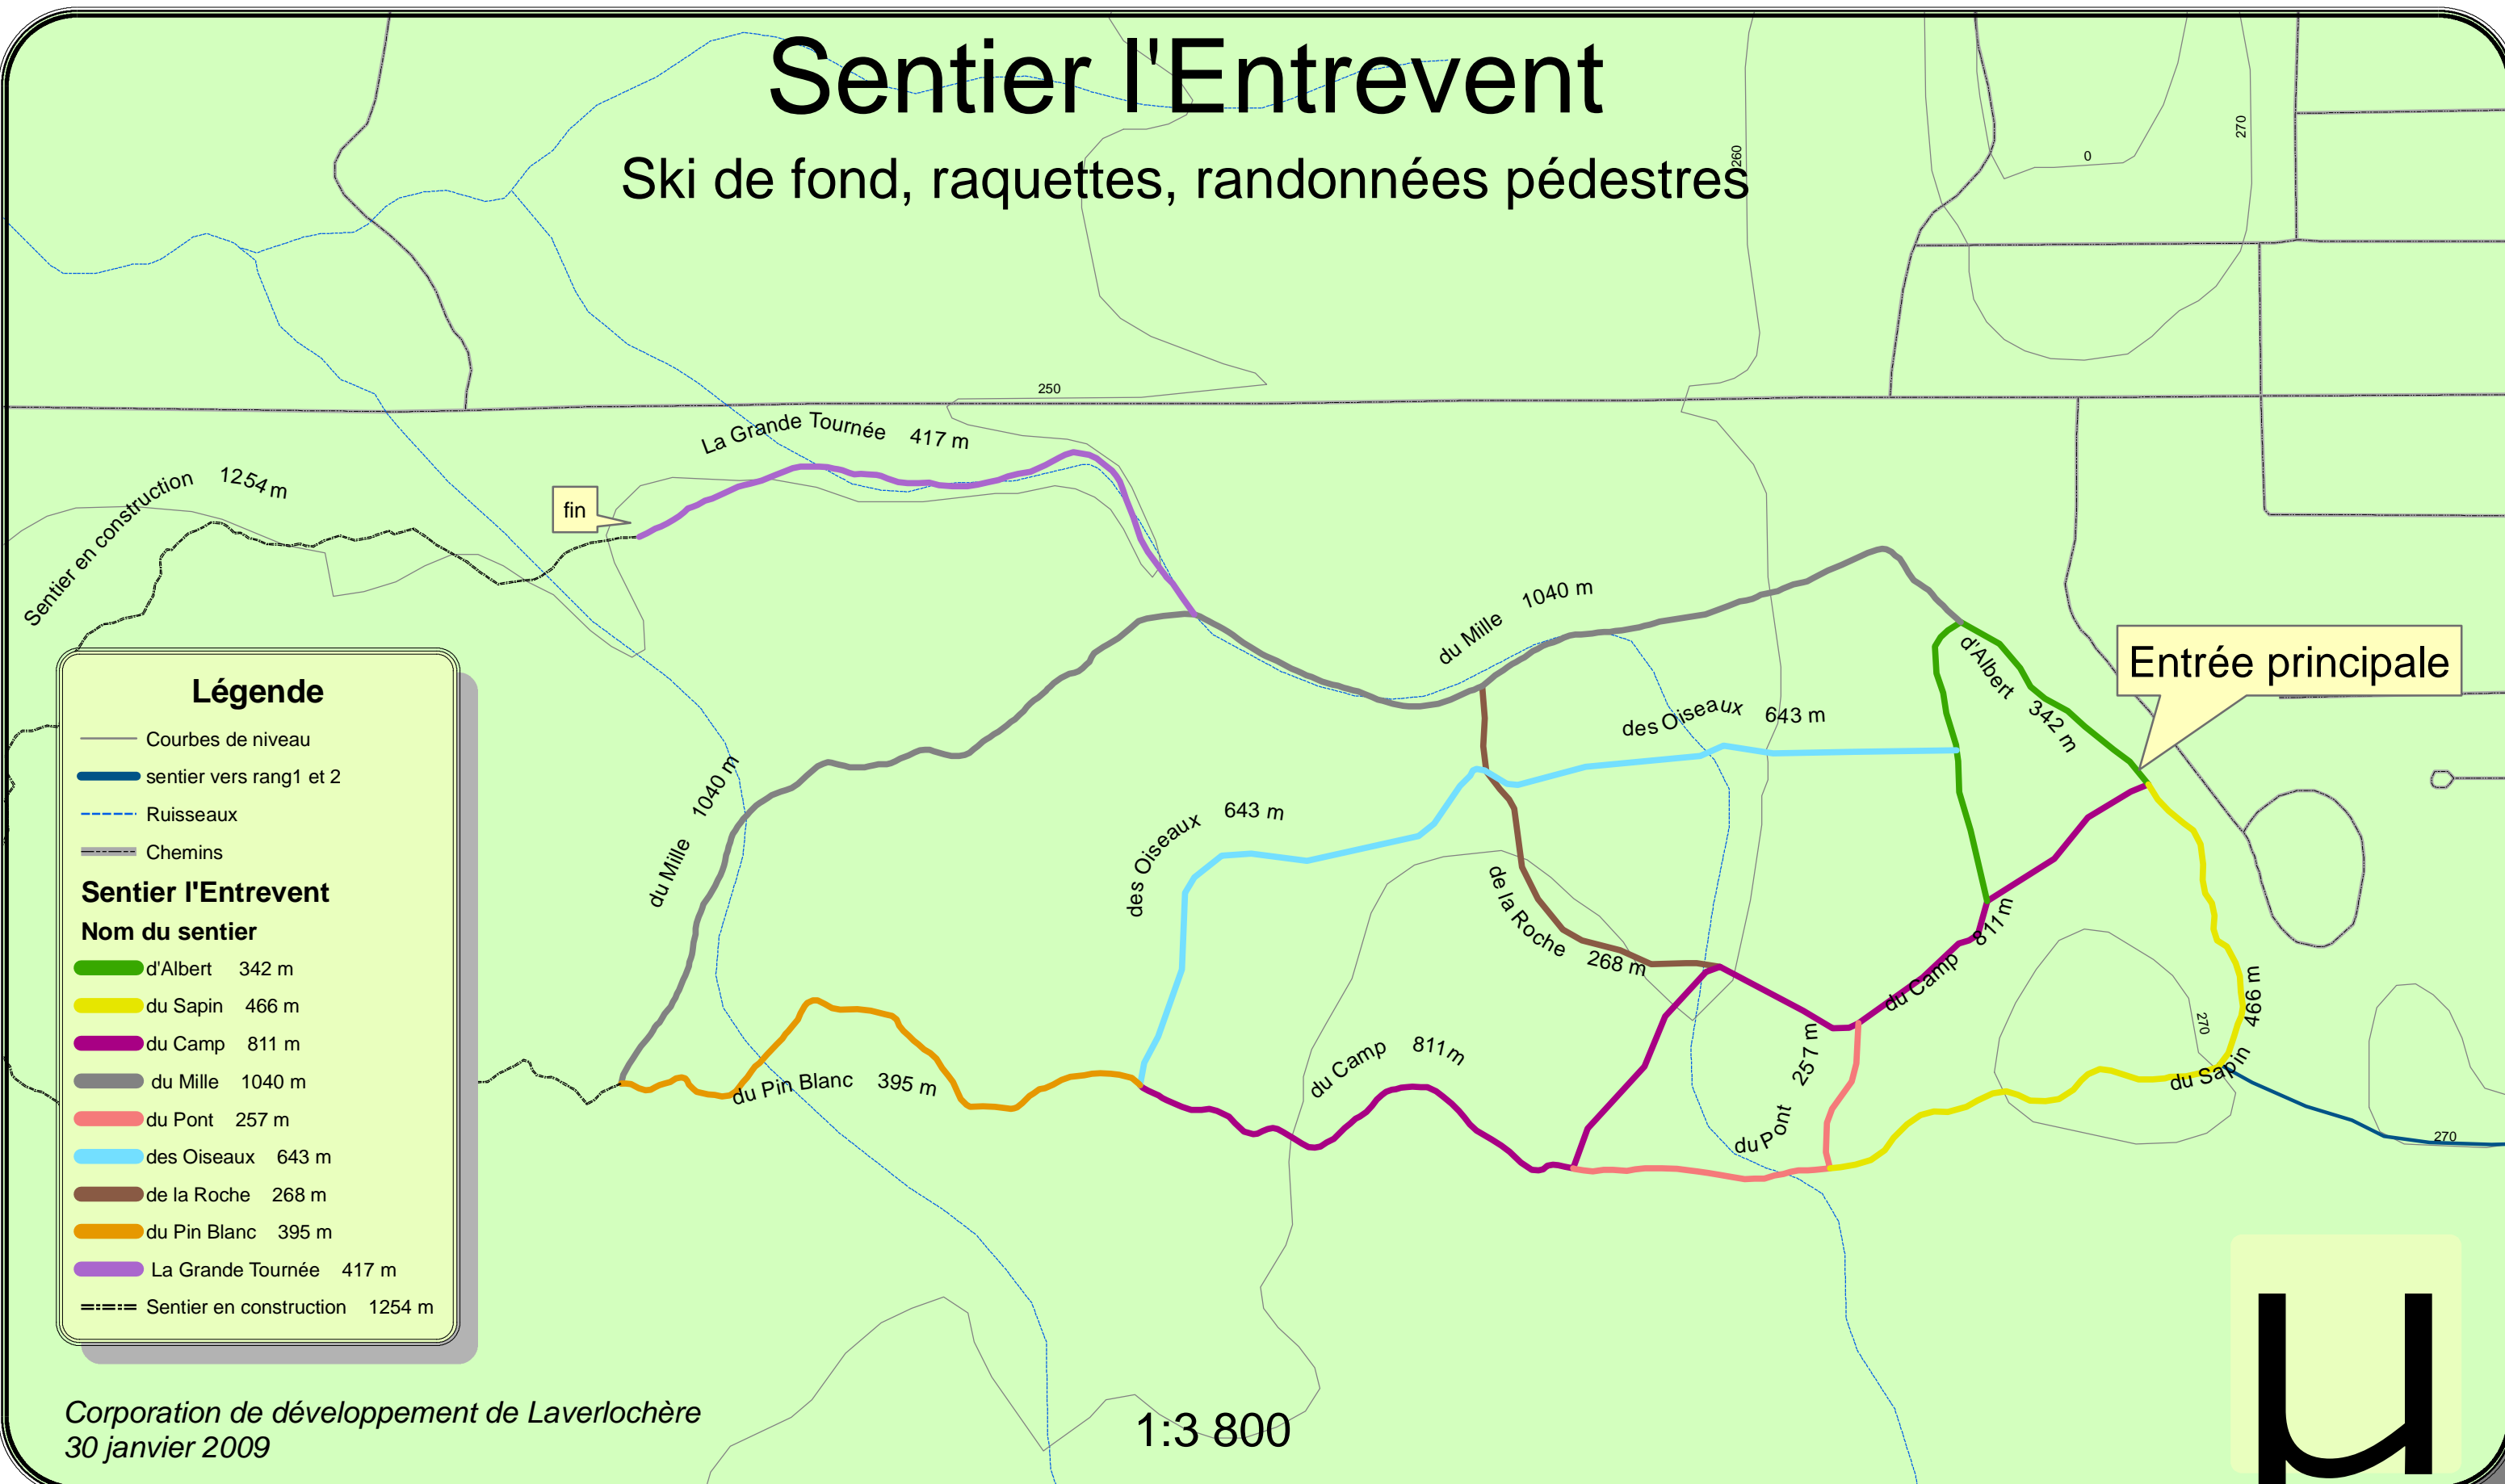 Sentier l'Entrevent
Ski de fond, raquettes, randonnées pédestres
260
270
0
250
La Grande Tournée 417 m
Sentier en construction 1254 m
fin
du Mille 1040 m
d'Albert 342 m
Entrée principale
des Oiseaux 643 m
du Mille 1040 m
des Oiseaux 643 m
de la Roche 268 m
du Camp 811 m
466 m
du Sapin
270
270
du Pont 257 m
du Camp 811 m
du Pin Blanc 395 m
Légende
Courbes de niveau
sentier vers rang1 et 2
Ruisseaux
Chemins
Sentier l'Entrevent
Nom du sentier
d'Albert 342 m
du Sapin 466 m
du Camp 811 m
du Mille 1040 m
du Pont 257 m
des Oiseaux 643 m
de la Roche 268 m
du Pin Blanc 395 m
La Grande Tournée 417 m
Sentier en construction 1254 m
Corporation de développement de Laverlochère
30 janvier 2009
1:3 800
µ